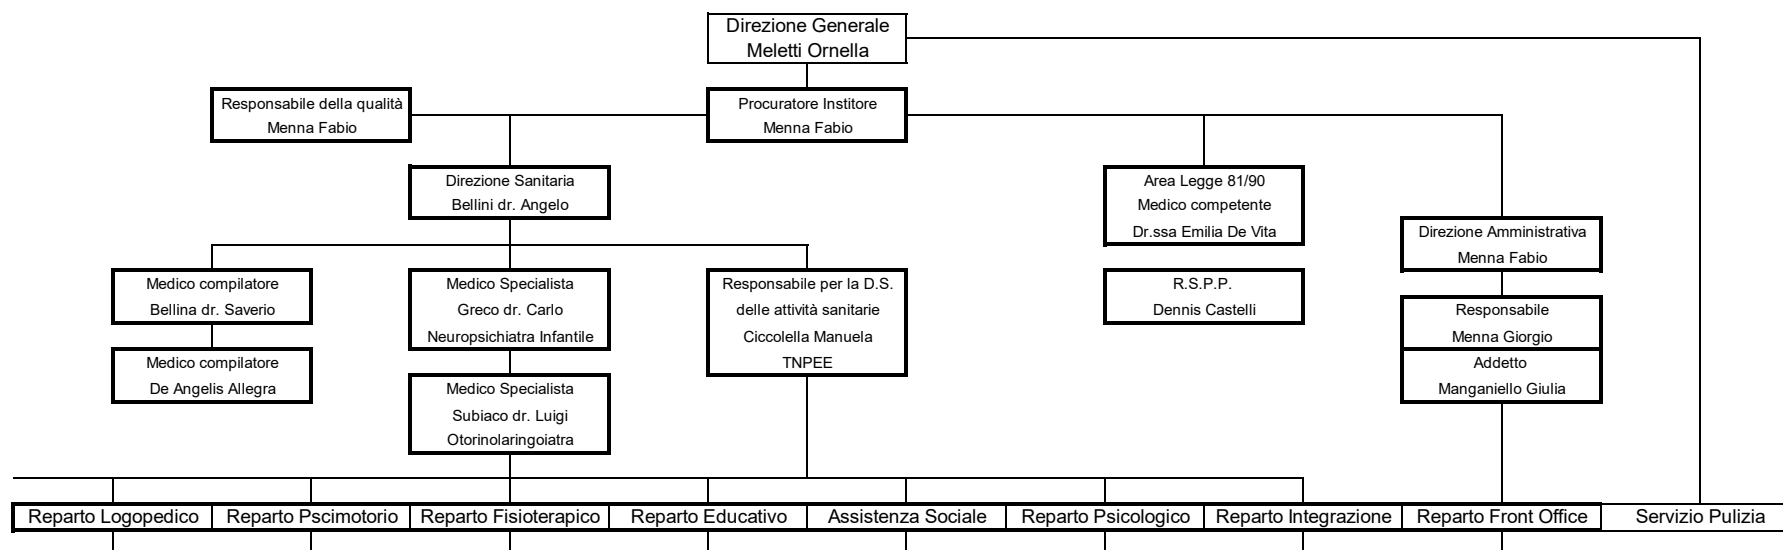 Direzione Generale
Meletti Ornella
Responsabile della qualità
Menna Fabio
Procuratore Institore
Menna Fabio
Direzione Sanitaria
Bellini dr. Angelo
Area Legge 81/90
Medico competente
Dr.ssa Emilia De Vita
Direzione Amministrativa
Menna Fabio
Medico compilatore
Bellina dr. Saverio
Medico Specialista
Greco dr. Carlo
Neuropsichiatra Infantile
Responsabile per la D.S.
delle attività sanitarie
Ciccolella Manuela
TNPEE
R.S.P.P.
Dennis Castelli
Responsabile
Menna Giorgio
Medico compilatore
De Angelis Allegra
Addetto
Manganiello Giulia
Medico Specialista
Subiaco dr. Luigi
Otorinolaringoiatra
Reparto Logopedico
Reparto Pscimotorio
Reparto Fisioterapico
Reparto Educativo
Assistenza Sociale
Reparto Psicologico
Reparto Integrazione
Reparto Front Office
Servizio Pulizia